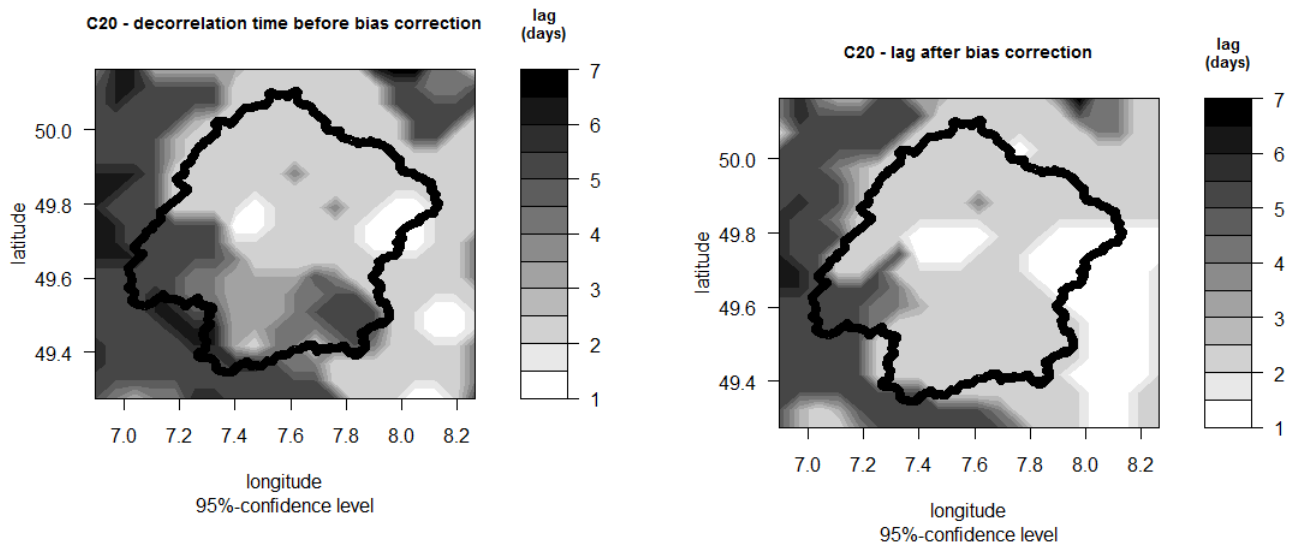 C20 - decorrelation time before bias correction
lag
(days)
7
6
5
4
3
2
1
50.0
49.8
49.6
49.4
latitude
7.0 7.2 7.4 7.6 7.8 8.0 8.2
longitude
95%-confidence level
C20 - lag after bias correction
lag
(days)
7
6
5
4
3
2
1
50.0
49.8
49.6
49.4
latitude
7.0 7.2 7.4 7.6 7.8 8.0 8.2
longitude
95%-confidence level